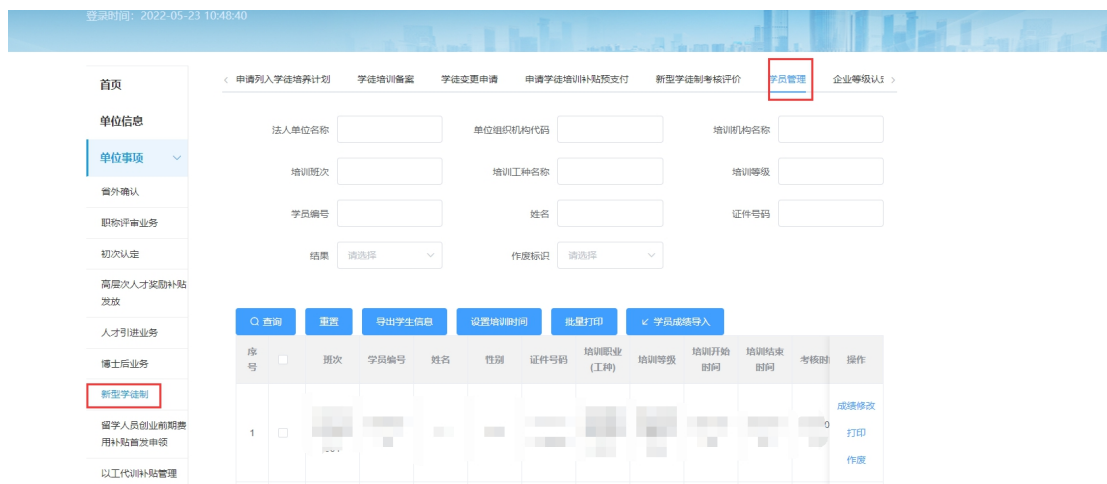 登录时间：2022-05-23 10:48:40
首页
单位信息
单位事项
省外确认
职称评审业务
初次认定
高层次人才奖励补贴
发放
人才引进业务
博士后业务
新型学徒制
留学人员创业前期费
用补贴首发申领
以工代训补贴管理
申请列入学徒培养计划 学徒培训备案 学徒变更申请 申请学徒培训补贴预支付 新型学徒制考核评价 学员管理 企业等级认定
法人单位名称 单位组织机构代码 培训机构名称
培训班次 培训工种名称 培训等级
学员编号 姓名 证件号码
结果 请选择 作废标识 请选择
查询 重置 导出学生信息 设置培训时间 批量打印 学员成绩导入
序号 班次 学员编号 姓名 性别 证件号码 培训职业(工种) 培训等级 培训开始时间 培训结束时间 考核时 操作
1 成绩修改
打印
作废